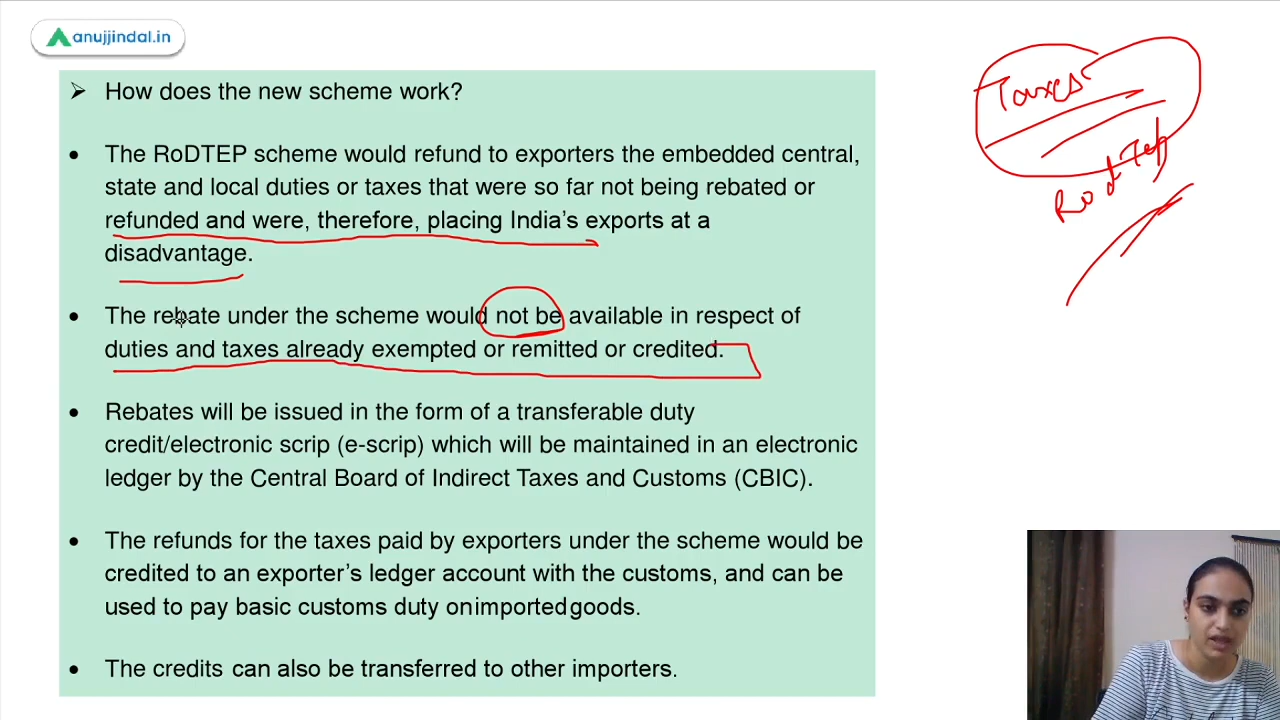 anujjindal.in
➢ How does the new scheme work?
• The RoDTEP scheme would refund to exporters the embedded central,
state and local duties or taxes that were so far not being rebated or
refunded and were, therefore, placing India's exports at a
disadvantage.
• The rebate under the scheme would not be available in respect of
duties and taxes already exempted or remitted or credited.
• Rebates will be issued in the form of a transferable duty
credit/electronic scrip (e-scrip) which will be maintained in an electronic
ledger by the Central Board of Indirect Taxes and Customs (CBIC).
• The refunds for the taxes paid by exporters under the scheme would be
credited to an exporter's ledger account with the customs, and can be
used to pay basic customs duty on imported goods.
• The credits can also be transferred to other importers.
Taxes
RodTep